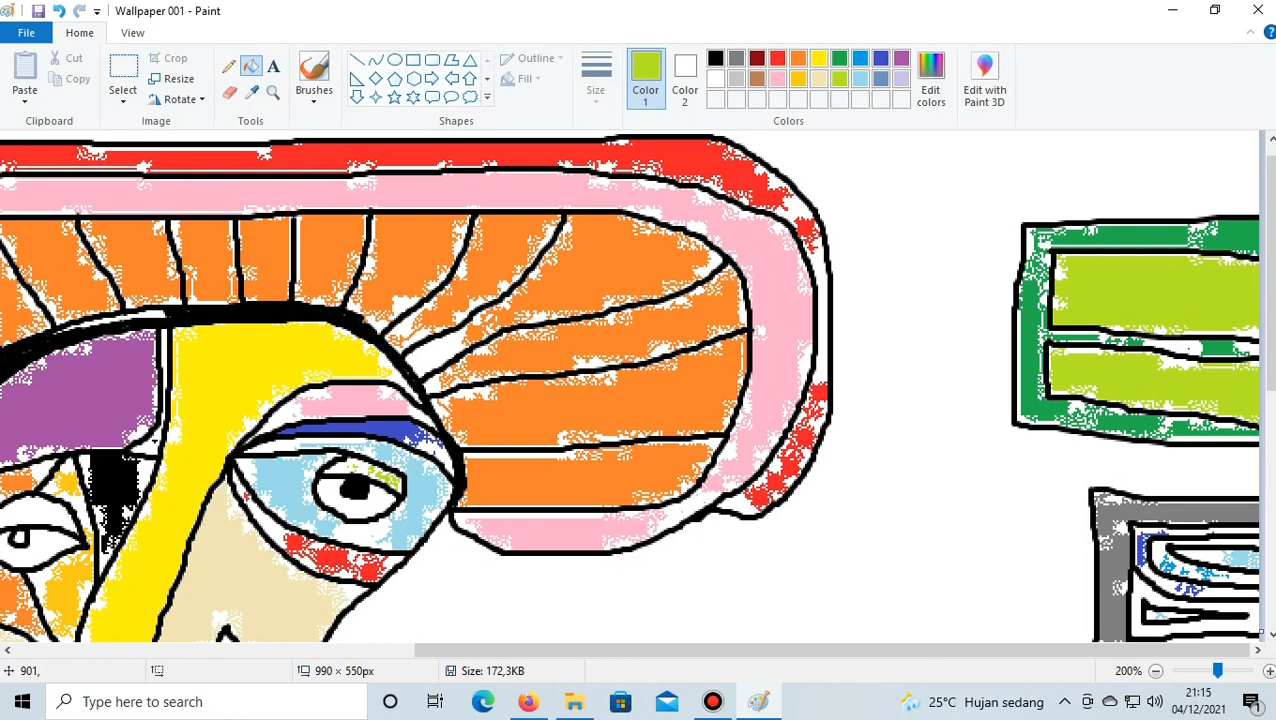 Wallpaper 001 - Paint
File Home View
Paste
Cut
Copy
Clipboard
Select
Crop
Resize
Rotate
Image
A
Tools
Brushes
Outline
Fill
Shapes
Size
Color 1
Color 2
Edit colors
Colors
Edit with Paint 3D
901,
990 × 550px
Size: 172,3KB
200%
Type here to search
25°C Hujan sedang
21:15
04/12/2021
1